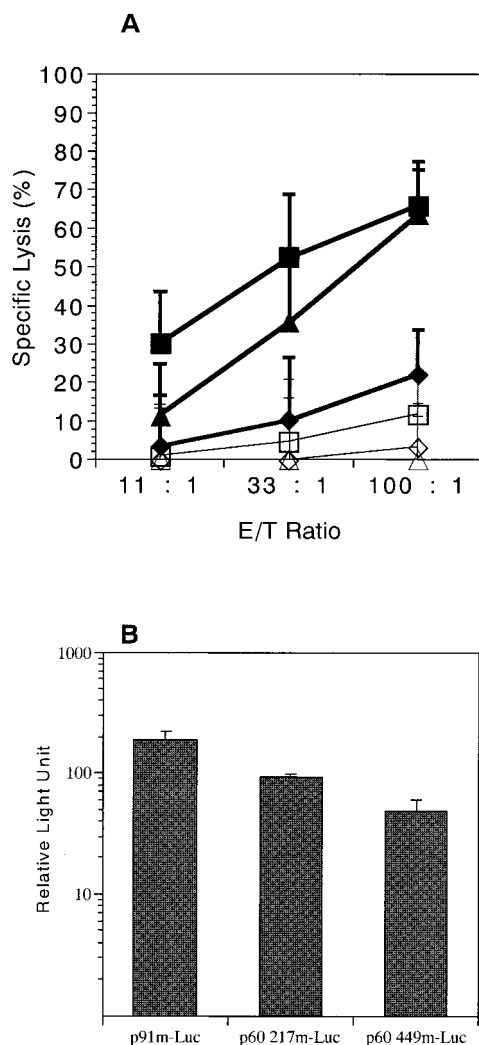 A
100
90
80
70
60
50
40
30
20
10
0
Specific Lysis (%)
11 : 1 33 : 1 100 : 1
E/T Ratio
B
1000
100
10
Relative Light Unit
p91m-Luc p60 217m-Luc p60 449m-Luc